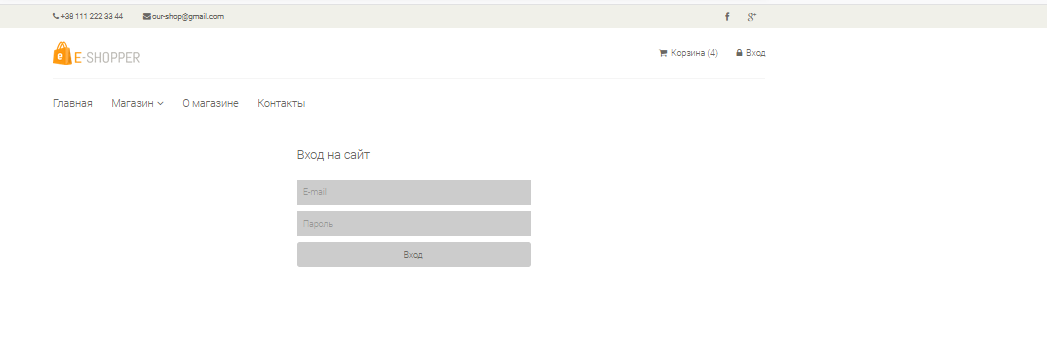 +38 111 222 33 44 our-shop@gmail.com
e E-SHOPPER Корзина (4) Вход
Главная Магазин О магазине Контакты
Вход на сайт
E-mail
Пароль
Вход